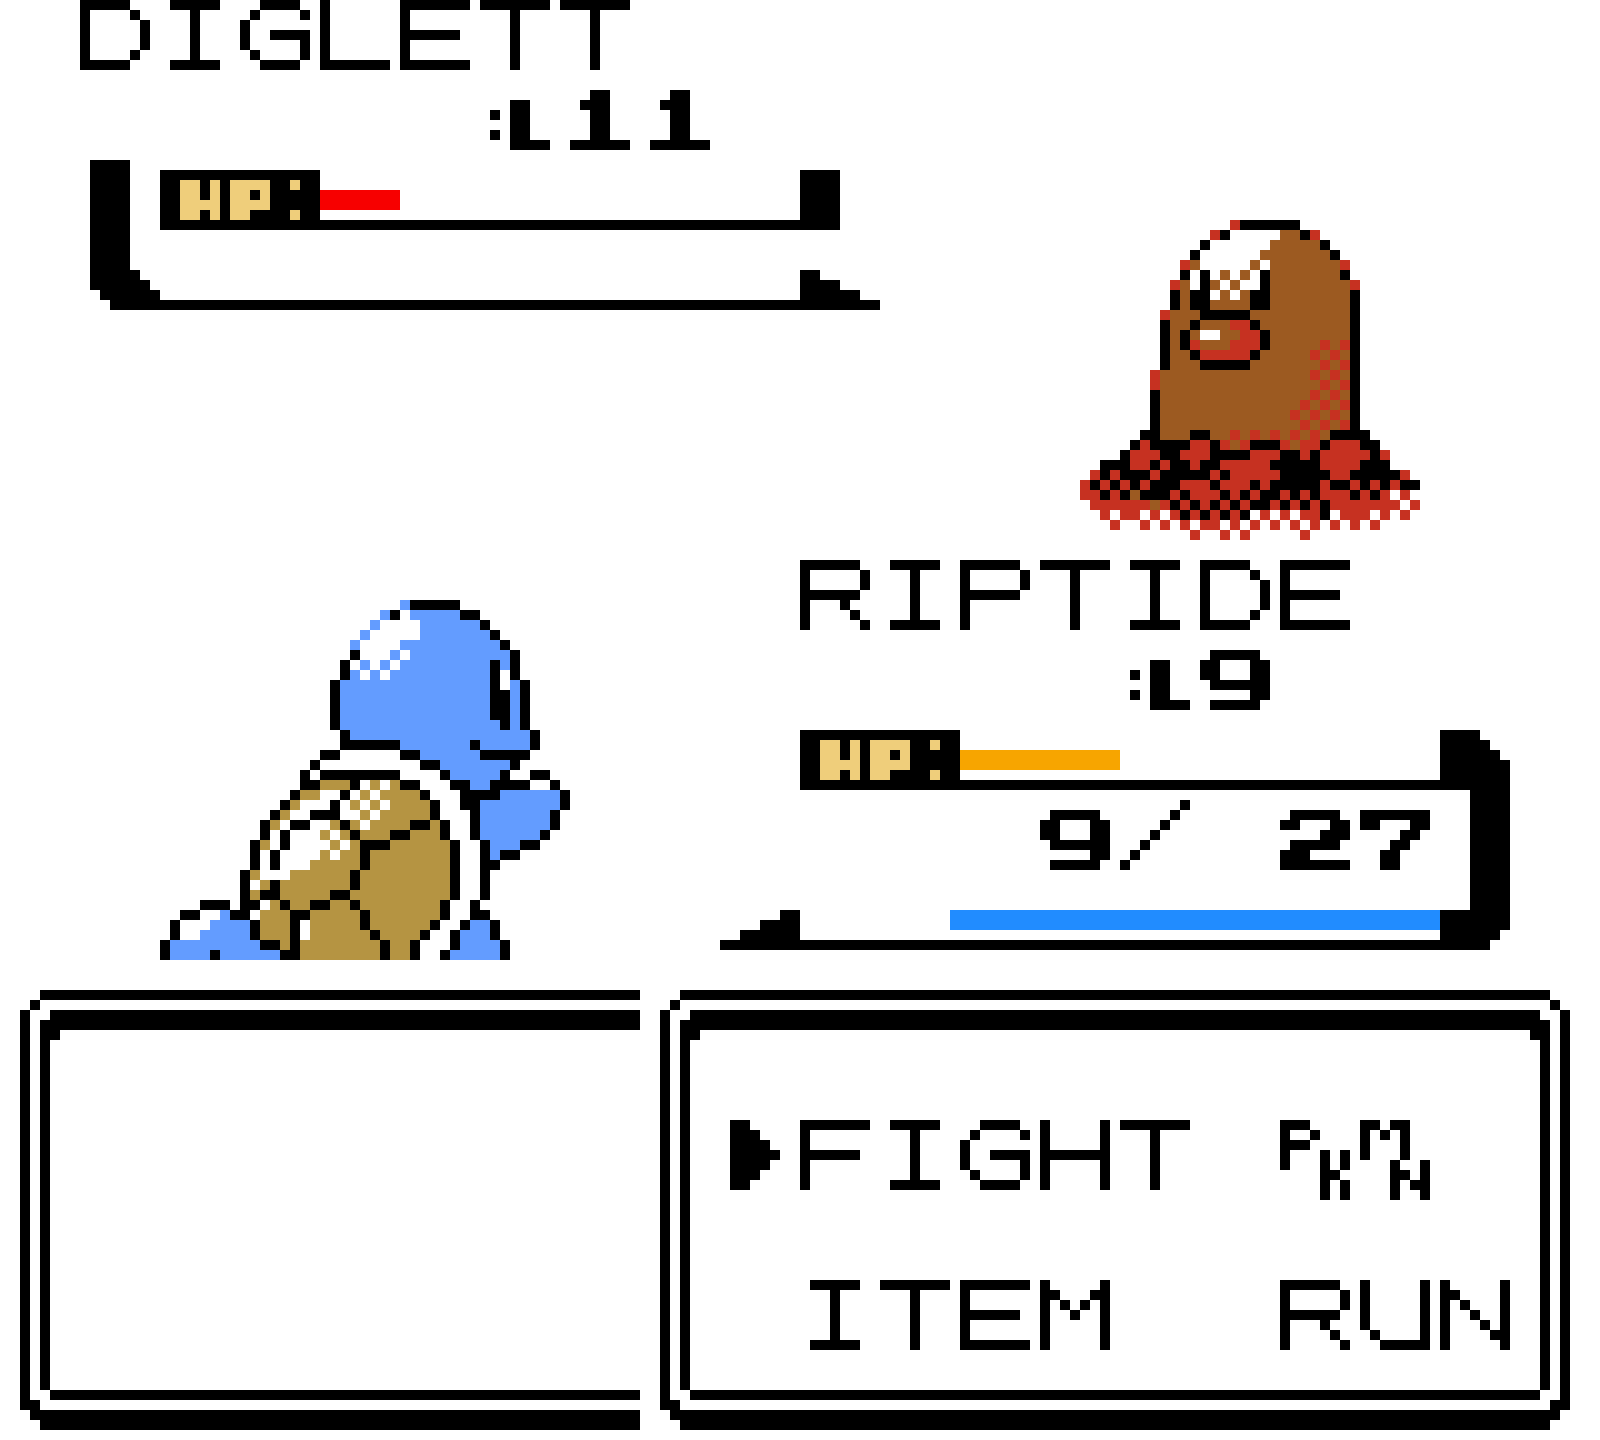 DIGLETT
:L11
HP:
RIPTIDE
:L9
HP:
9/ 27
FIGHT PKMN
ITEM RUN